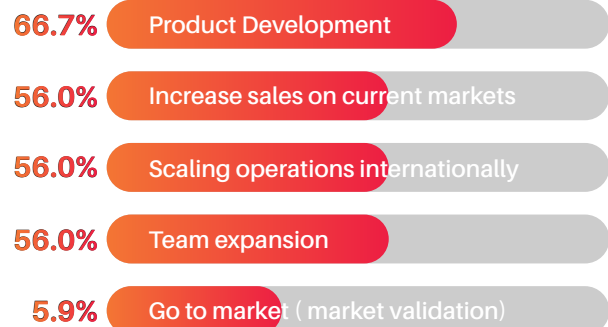 66.7% Product Development
56.0% Increase sales on current markets
56.0% Scaling operations internationally
56.0% Team expansion
5.9% Go to market ( market validation)